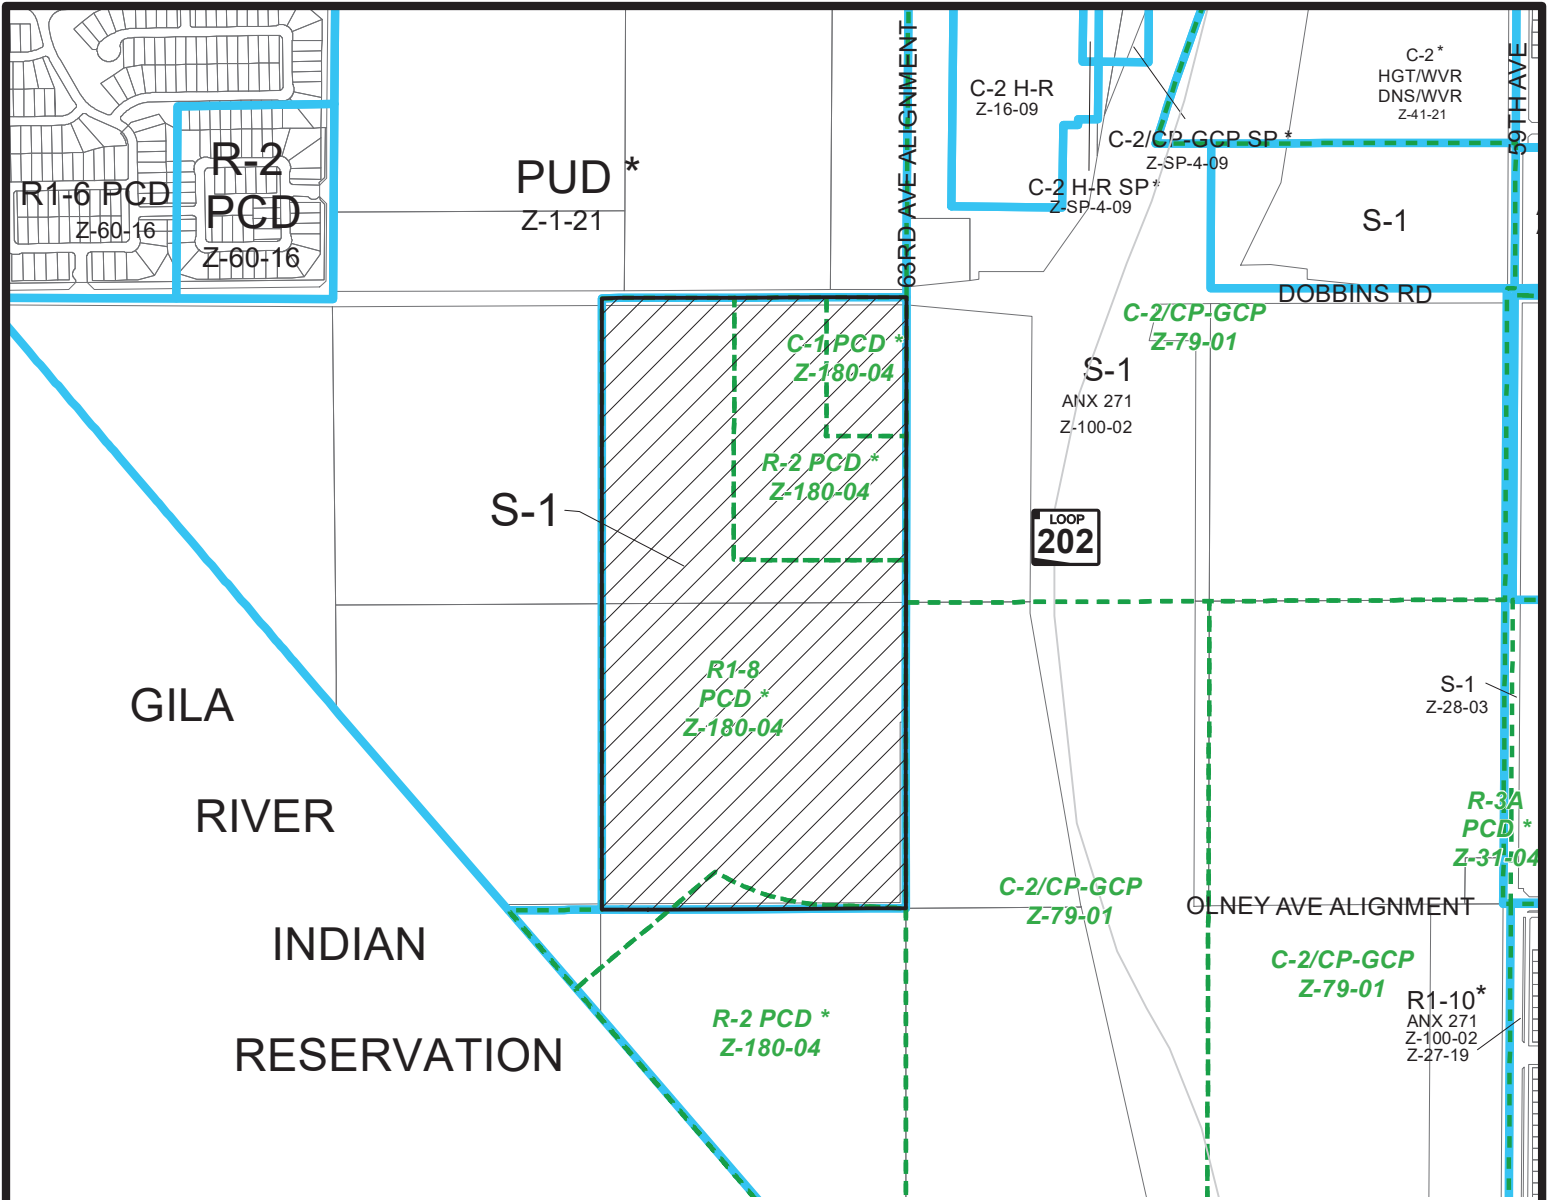 63RD AVE ALIGNMENT
59TH AVE
C-2 *
HGT/WVR
DNS/WVR
Z-41-21
C-2 H-R
Z-16-09
C-2/CP-GCP SP *
Z-SP-4-09
C-2 H-R SP *
Z-SP-4-09
R-2
PCD
Z-60-16
R1-6 PCD
Z-60-16
PUD *
Z-1-21
S-1
DOBBINS RD
C-2/CP-GCP
Z-79-01
C-1 PCD *
Z-180-04
S-1
ANX 271
Z-100-02
R-2 PCD *
Z-180-04
S-1
LOOP
202
R1-8
PCD *
Z-180-04
S-1
Z-28-03
GILA
RIVER
INDIAN
RESERVATION
R-3A
PCD *
Z-31-04
C-2/CP-GCP
Z-79-01
OLNEY AVE ALIGNMENT
C-2/CP-GCP
Z-79-01
R-2 PCD *
Z-180-04
R1-10*
ANX 271
Z-100-02
Z-27-19